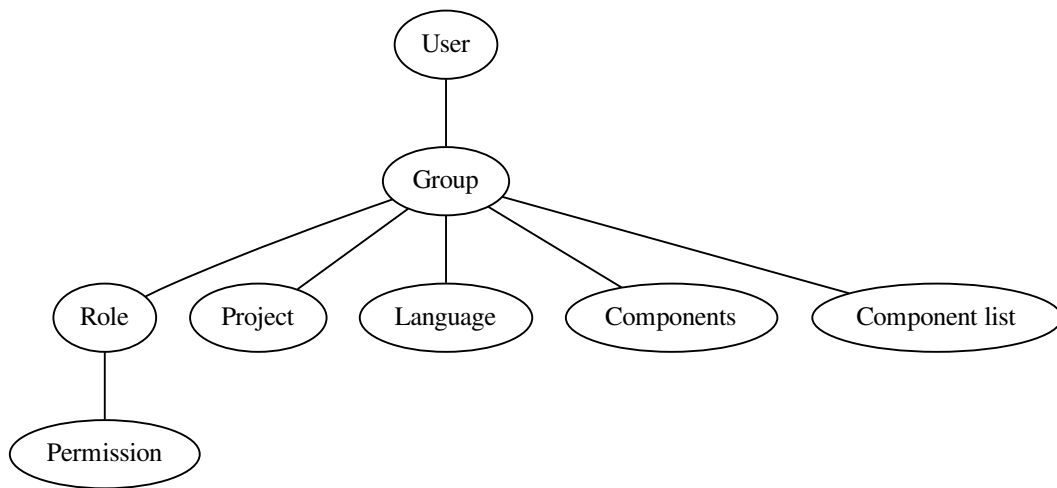 User
Group
Role
Project
Language
Components
Component list
Permission